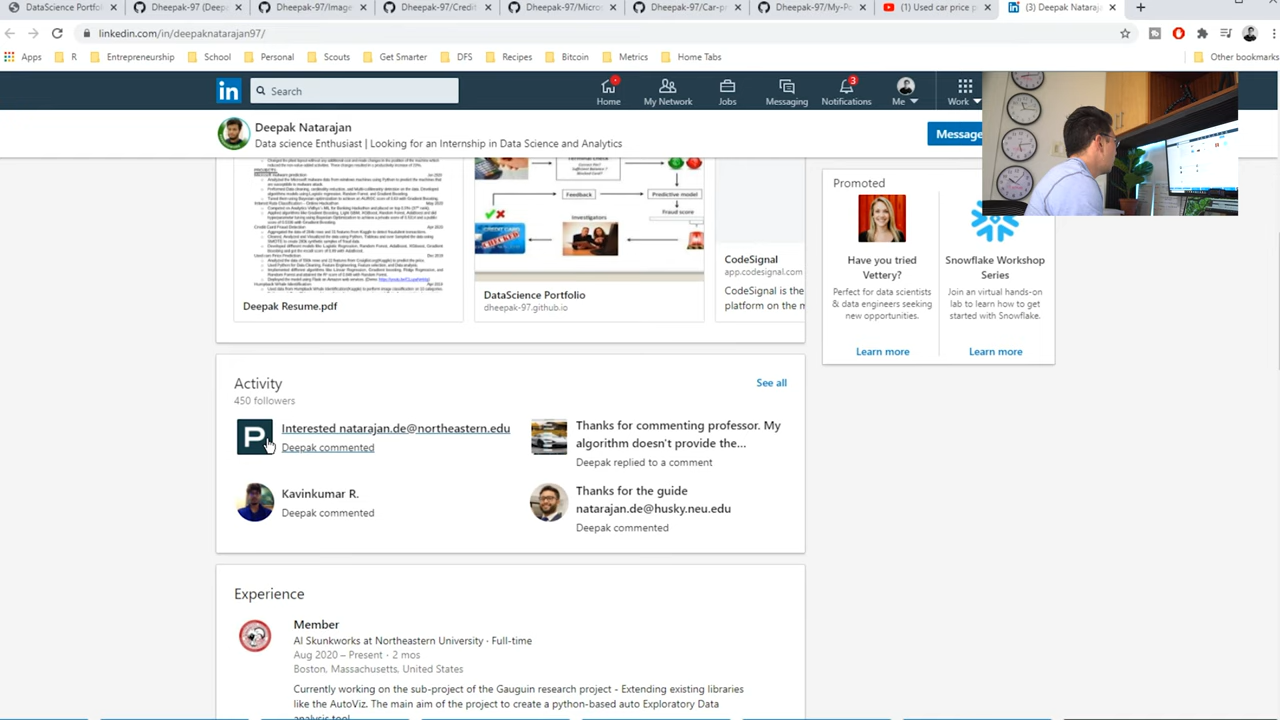 DataScience Portfo
Dheepak-97 (Deepa
Dheepak-97/Image
Dheepak-97/Credit
Dheepak-97/Micros
Dheepak-97/Car-p
Dheepak-97/My-Po
(1) Used car price p
(3) Deepak Nataraja
linkedin.com/in/deepaknatarajan97/
Apps
R
Entrepreneurship
School
Personal
Scouts
Get Smarter
DFS
Recipes
Bitcoin
Metrics
Home Tabs
Other bookmarks
in
Search
Home
My Network
Jobs
Messaging
3
Notifications
Me
Work
Deepak Natarajan
Data science Enthusiast | Looking for an Internship in Data Science and Analytics
Message
Deepak Resume.pdf
Feedback
Predictive model
Fraud score
Investigators
DataScience Portfolio
dheepak-97.github.io
CodeSignal
app.codesignal.com
CodeSignal is the
platform on the m
Promoted
Have you tried
Vettery?
Perfect for data scientists
& data engineers seeking
new opportunities.
Learn more
Snowflake Workshop
Series
Join an virtual hands-on
lab to learn how to get
started with Snowflake.
Learn more
Activity
See all
450 followers
P
Interested natarajan.de@northeastern.edu
Deepak commented
Thanks for commenting professor. My
algorithm doesn't provide the...
Deepak replied to a comment
Kavinkumar R.
Deepak commented
Thanks for the guide
natarajan.de@husky.neu.edu
Deepak commented
Experience
Member
AI Skunkworks at Northeastern University · Full-time
Aug 2020 – Present · 2 mos
Boston, Massachusetts, United States
Currently working on the sub-project of the Gauguin research project - Extending existing libraries
like the AutoViz. The main aim of the project to create a python-based auto Exploratory Data
analysis tool